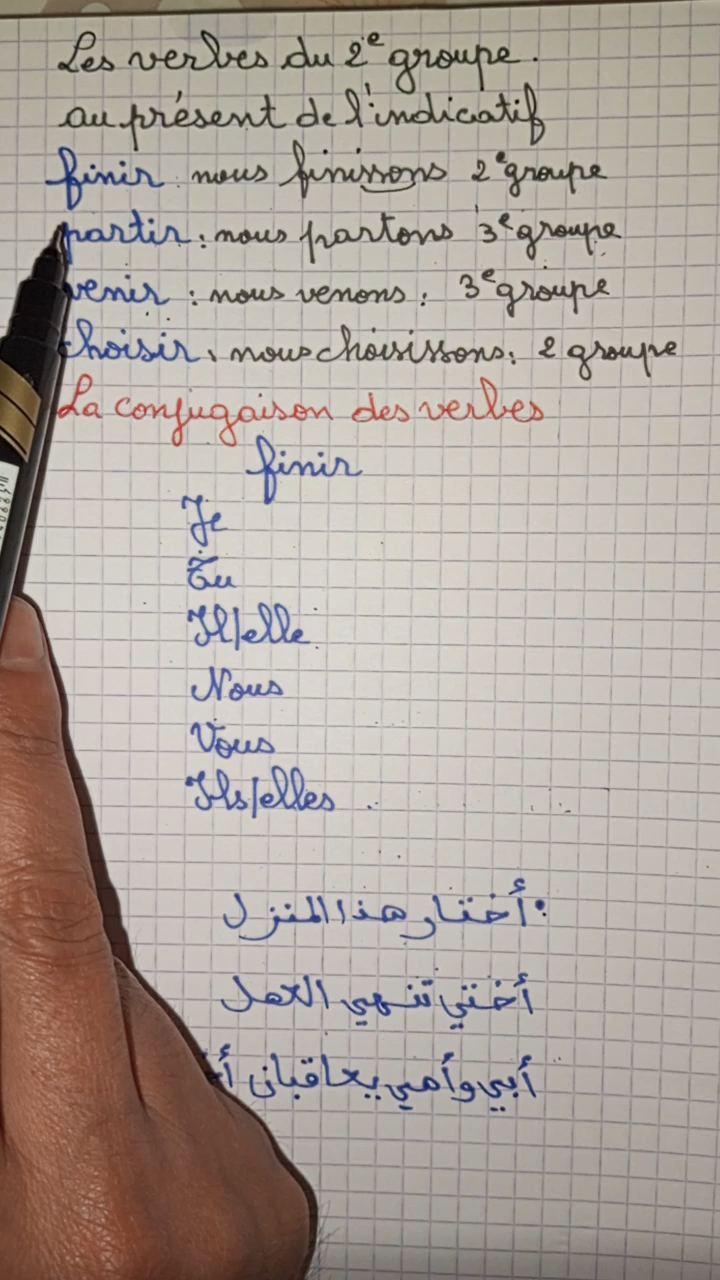 Les verbes du 2e groupe.
au présent de l'indicatif
finir : nous finissons 2e groupe
partir : nous partons 3e groupe
venir : nous venons : 3e groupe
choisir : nous choisissons : 2 groupe
La conjugaison des verbes
finir
Je
Tu
Il/elle
Nous
Vous
Ils/elles
أختار هذا المنزل
أختي تنهي العمل
أبي وأمي يعاقبان